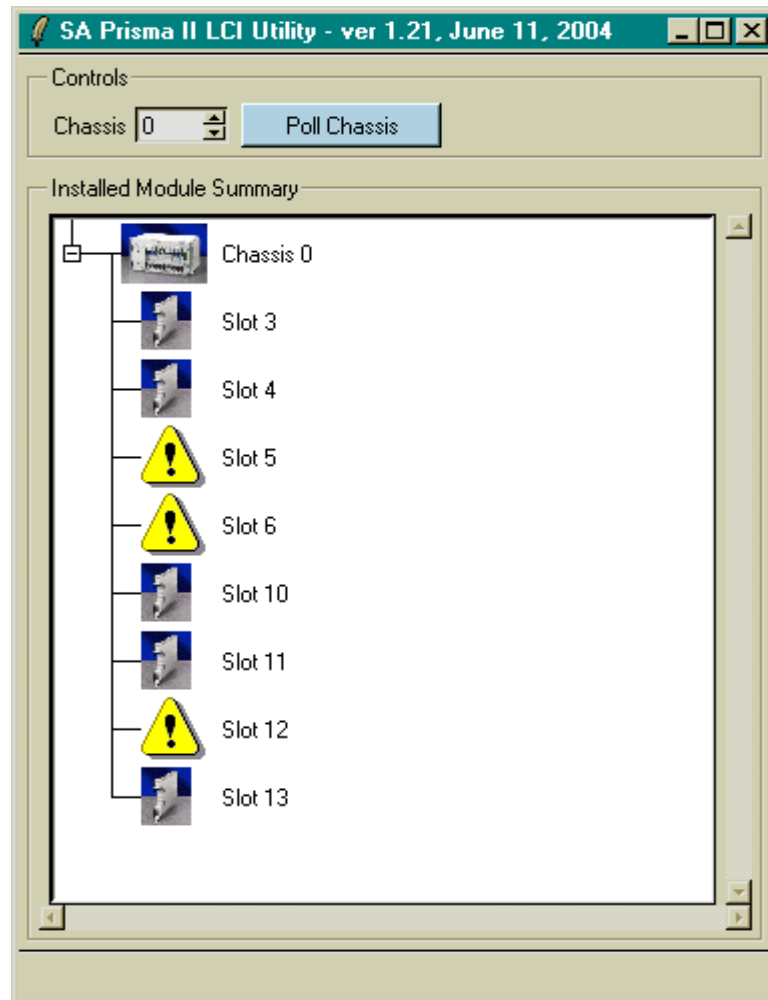 SA Prisma II LCI Utility - ver 1.21, June 11, 2004
Controls
Chassis 0 Poll Chassis
Installed Module Summary
Chassis 0
Slot 3
Slot 4
Slot 5
Slot 6
Slot 10
Slot 11
Slot 12
Slot 13